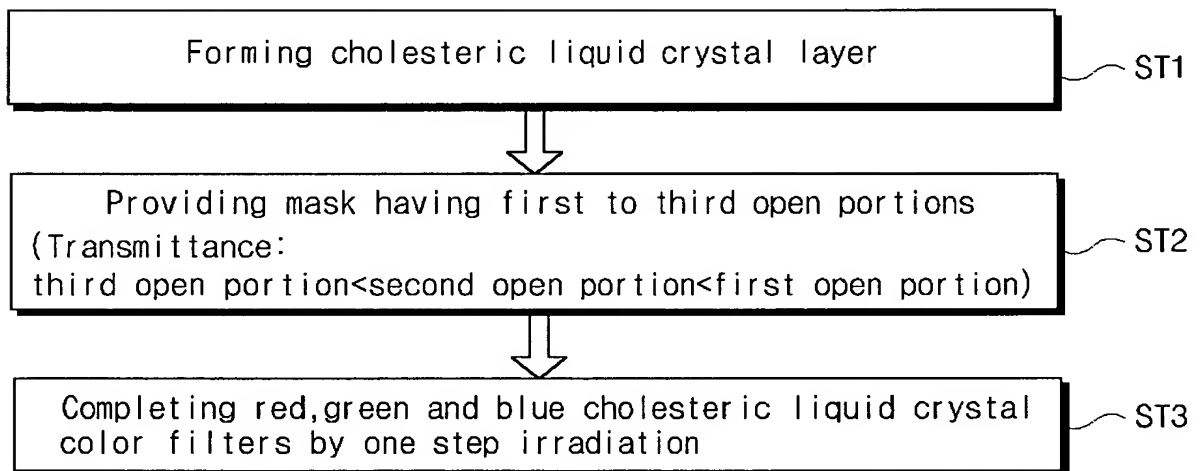 Forming cholesteric liquid crystal layer
ST1
Providing mask having first to third open portions
(Transmittance:
third open portion<second open portion<first open portion)
ST2
Completing red,green and blue cholesteric liquid crystal
color filters by one step irradiation
ST3